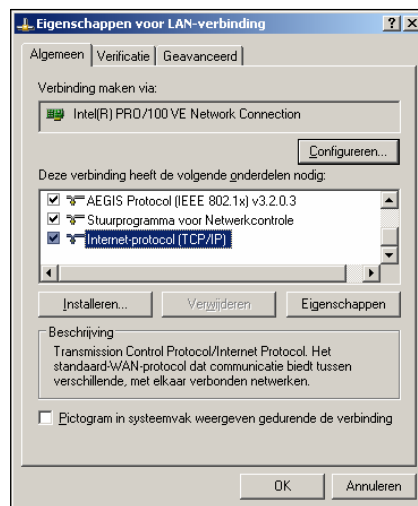 Eigenschappen voor LAN-verbinding
Algemeen Verificatie Geavanceerd
Verbinding maken via:
Intel(R) PRO/100 VE Network Connection
Configureren...
Deze verbinding heeft de volgende onderdelen nodig:
AEGIS Protocol (IEEE 802.1x) v3.2.0.3
Stuurprogramma voor Netwerkcontrole
Internet-protocol (TCP/IP)
Installeren... Verwijderen Eigenschappen
Beschrijving
Transmission Control Protocol/Internet Protocol. Het
standaard-WAN-protocol dat communicatie biedt tussen
verschillende, met elkaar verbonden netwerken.
Pictogram in systeemvak weergeven gedurende de verbinding
OK Annuleren